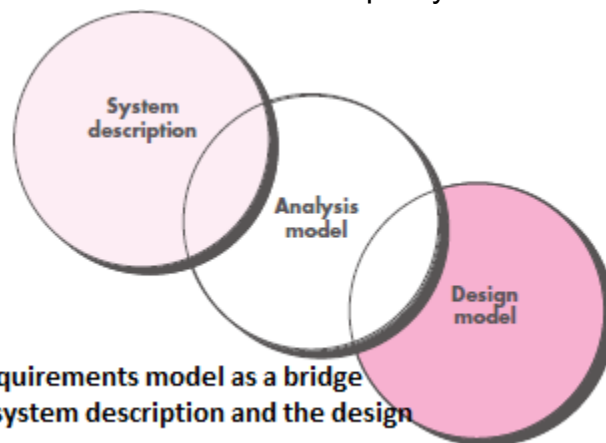 System
description
Analysis
model
Design
model
quirements model as a bridge
system description and the design